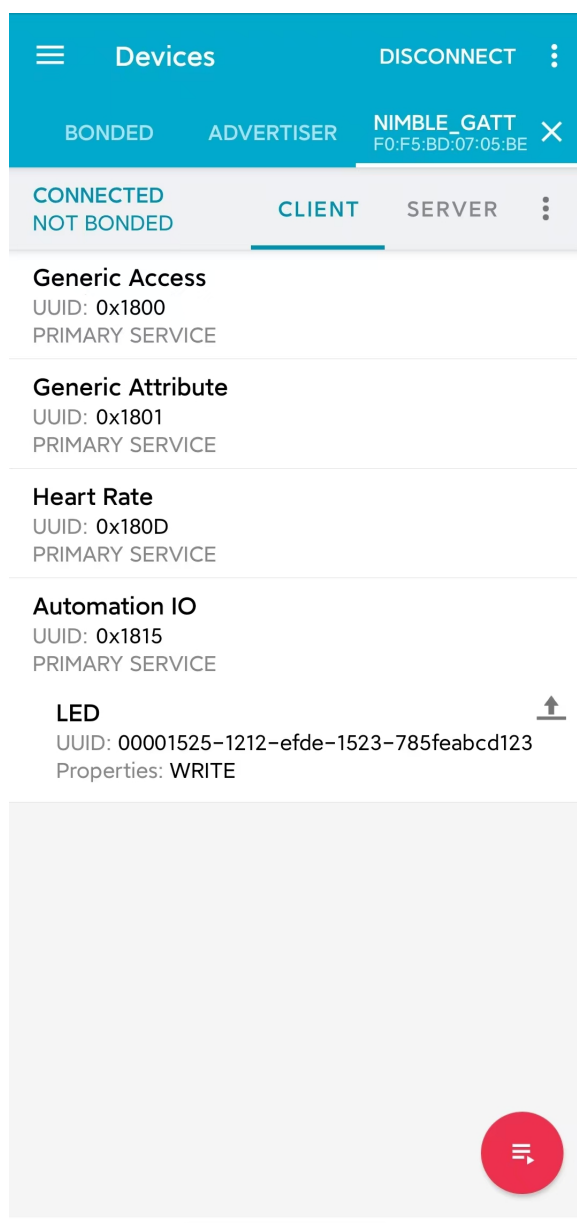 Devices
DISCONNECT
BONDED
ADVERTISER
NIMBLE_GATT
F0:F5:BD:07:05:BE
CONNECTED
NOT BONDED
CLIENT
SERVER
Generic Access
UUID: 0x1800
PRIMARY SERVICE
Generic Attribute
UUID: 0x1801
PRIMARY SERVICE
Heart Rate
UUID: 0x180D
PRIMARY SERVICE
Automation IO
UUID: 0x1815
PRIMARY SERVICE
LED
UUID: 00001525-1212-efde-1523-785feabcd123
Properties: WRITE